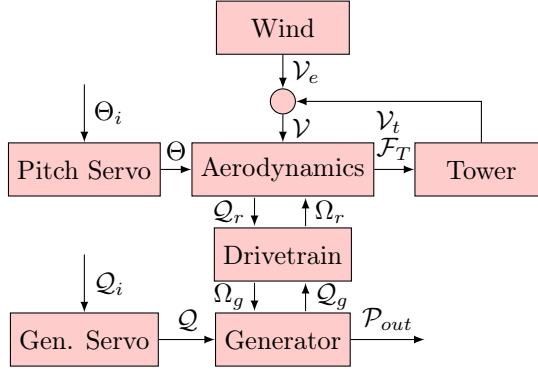 Wind
𝒱_e
Θ_i
𝒱
𝒱_t
Θ
ℱ_T
Pitch Servo
Aerodynamics
Tower
𝒬_r
Ω_r
Drivetrain
𝒬_i
Ω_g
𝒬_g
𝒬
𝒫_out
Gen. Servo
Generator